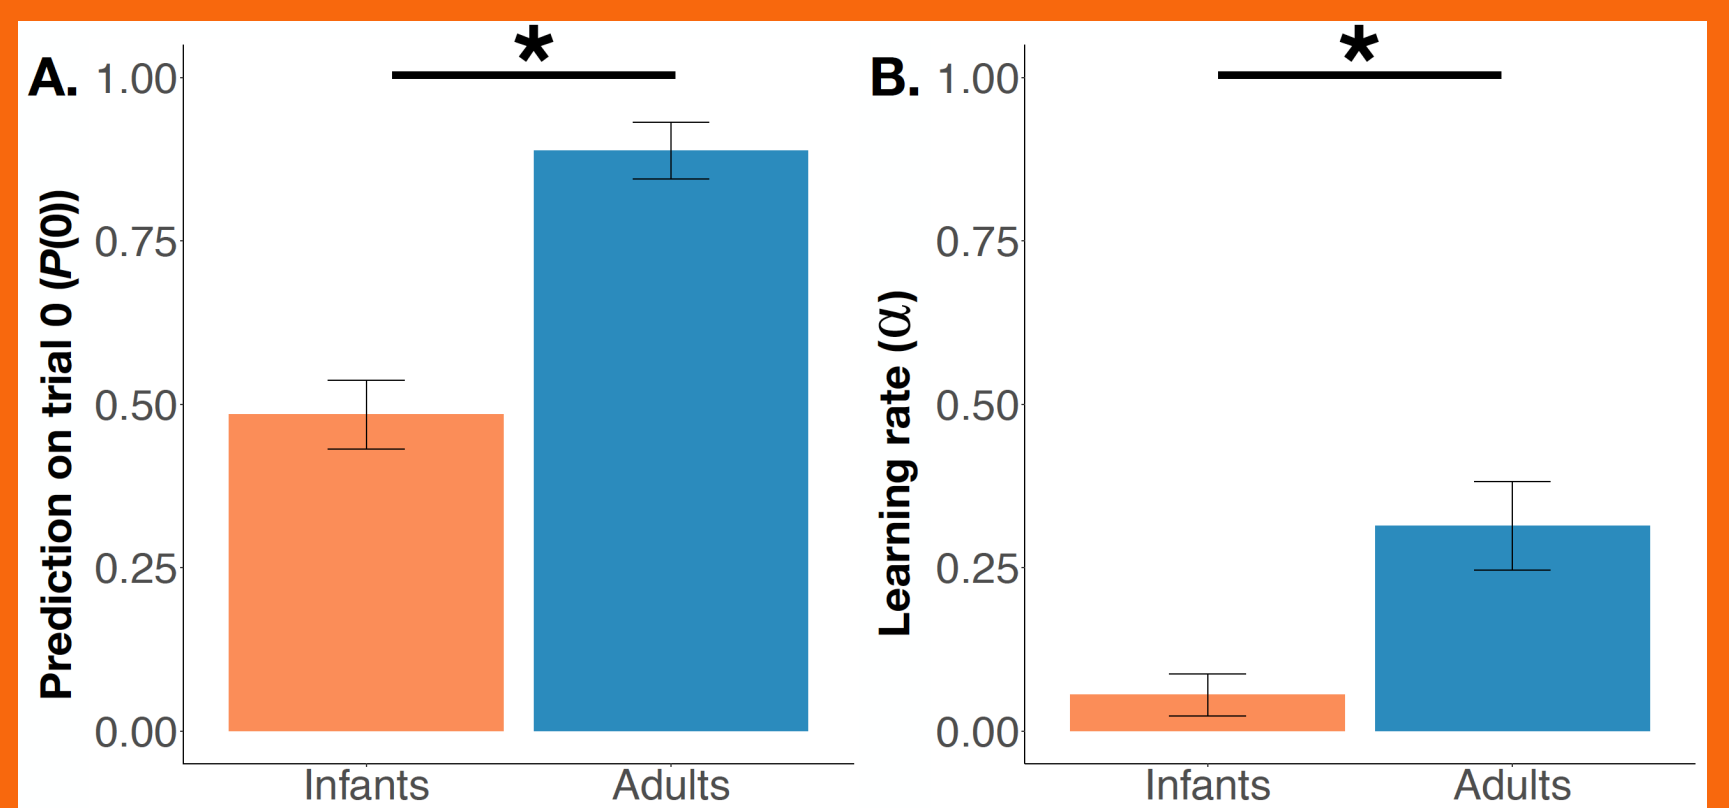 A.
*
Prediction on trial 0 (P(0))
1.00
0.75
0.50
0.25
0.00
Infants Adults
B.
*
Learning rate (α)
1.00
0.75
0.50
0.25
0.00
Infants Adults